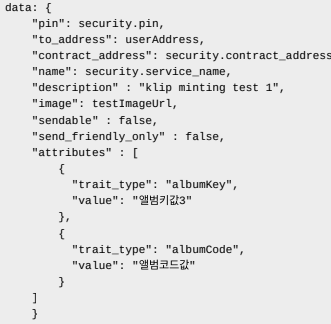 data: {
"pin": security.pin,
"to_address": userAddress,
"contract_address": security.contract_address
"name": security.service_name,
"description" : "klip minting test 1",
"image": testImageUrl,
"sendable" : false,
"send_friendly_only" : false,
"attributes" : [
{
"trait_type": "albumKey",
"value": "앨범키값3"
},
{
"trait_type": "albumCode",
"value": "앨범코드값"
}
]
}